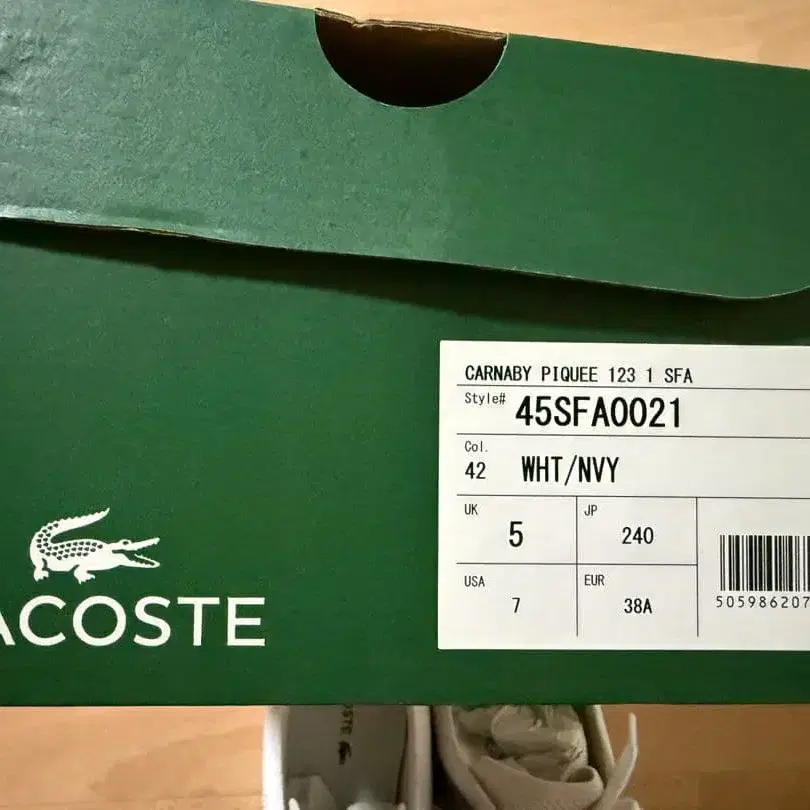 CARNABY PIQUEE 123 1 SFA
Style# 45SFA0021
Col.
42 WHT/NVY
UK 5
JP 240
USA 7
EUR 38A
505986207
ACOSTE